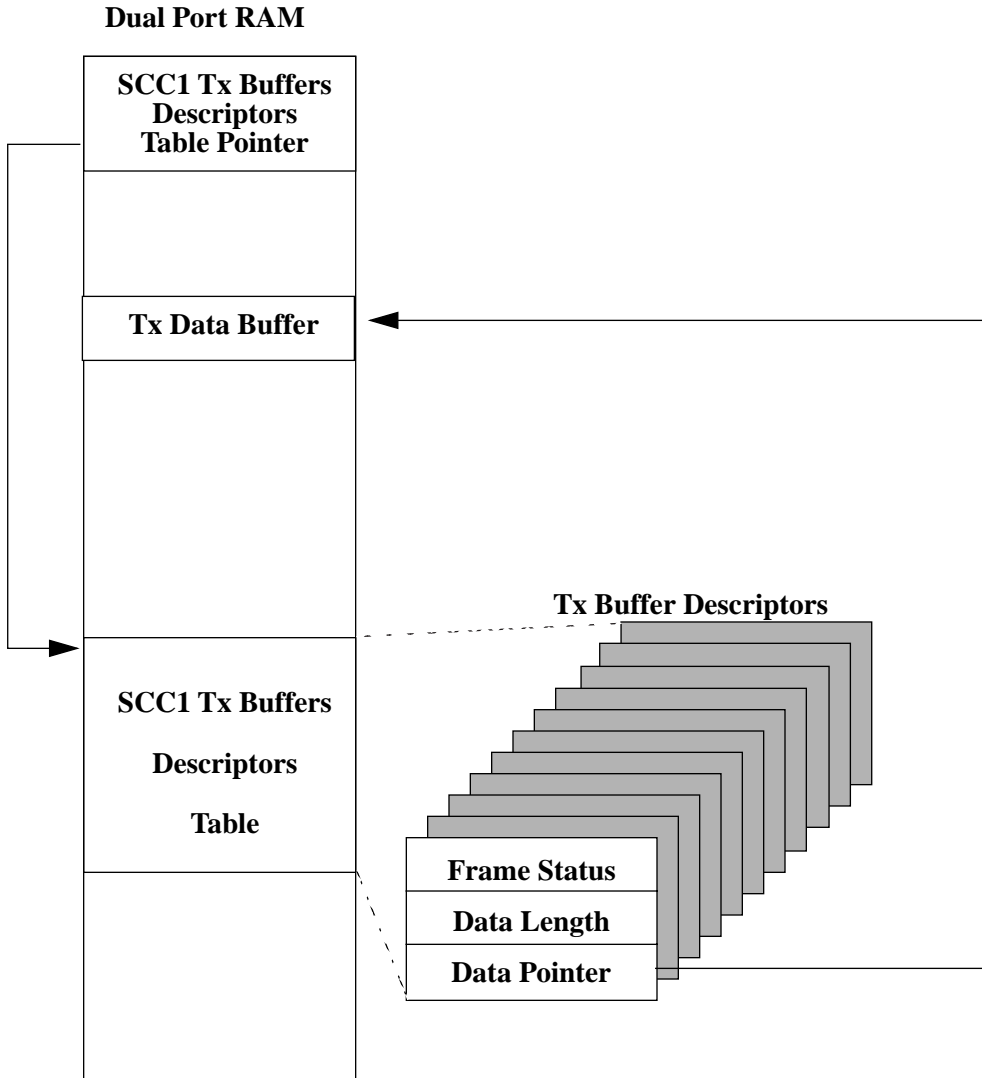 Dual Port RAM
SCC1 Tx Buffers
Descriptors
Table Pointer
Tx Data Buffer
Tx Buffer Descriptors
SCC1 Tx Buffers
Descriptors
Table
Frame Status
Data Length
Data Pointer